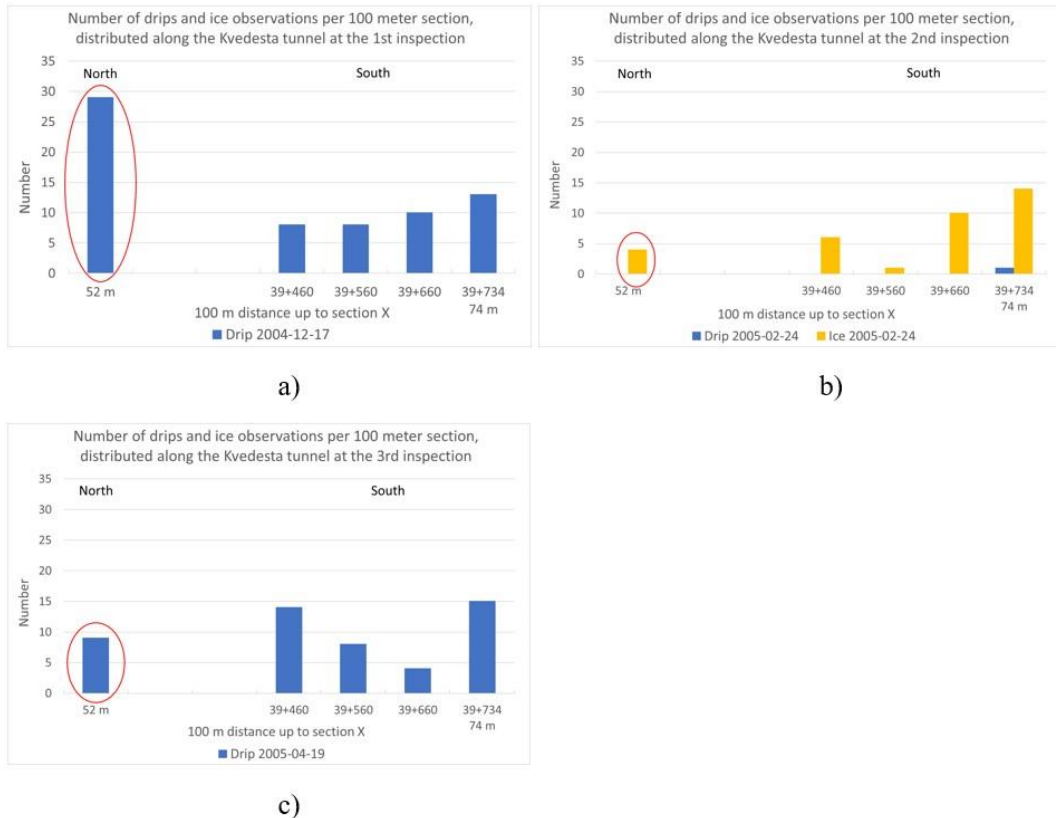 Number of drips and ice observations per 100 meter section,
distributed along the Kvedesta tunnel at the 1st inspection
35
30
25
20
15
10
5
0
Number
North
South
52 m
39+460
39+560
39+660
39+734
74 m
100 m distance up to section X
Drip 2004-12-17
a)
Number of drips and ice observations per 100 meter section,
distributed along the Kvedesta tunnel at the 2nd inspection
35
30
25
20
15
10
5
0
Number
North
South
52 m
39+460
39+560
39+660
39+734
74 m
100 m distance up to section X
Drip 2005-02-24
Ice 2005-02-24
b)
Number of drips and ice observations per 100 meter section,
distributed along the Kvedesta tunnel at the 3rd inspection
35
30
25
20
15
10
5
0
Number
North
South
52 m
39+460
39+560
39+660
39+734
74 m
100 m distance up to section X
Drip 2005-04-19
c)